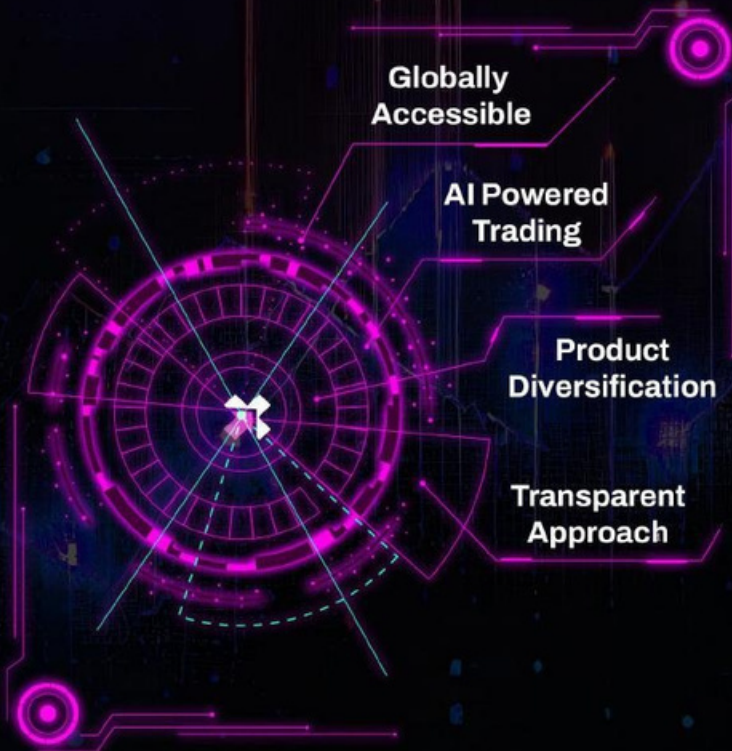 Globally
Accessible
AI Powered
Trading
Product
Diversification
Transparent
Approach